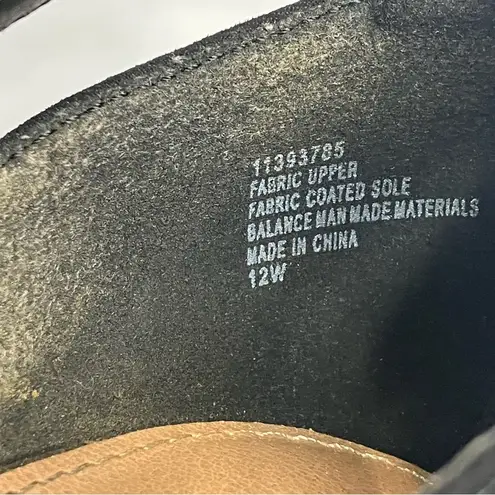 11393785
FABRIC UPPER
FABRIC COATED SOLE
BALANCE MAN MADE MATERIALS
MADE IN CHINA
12W